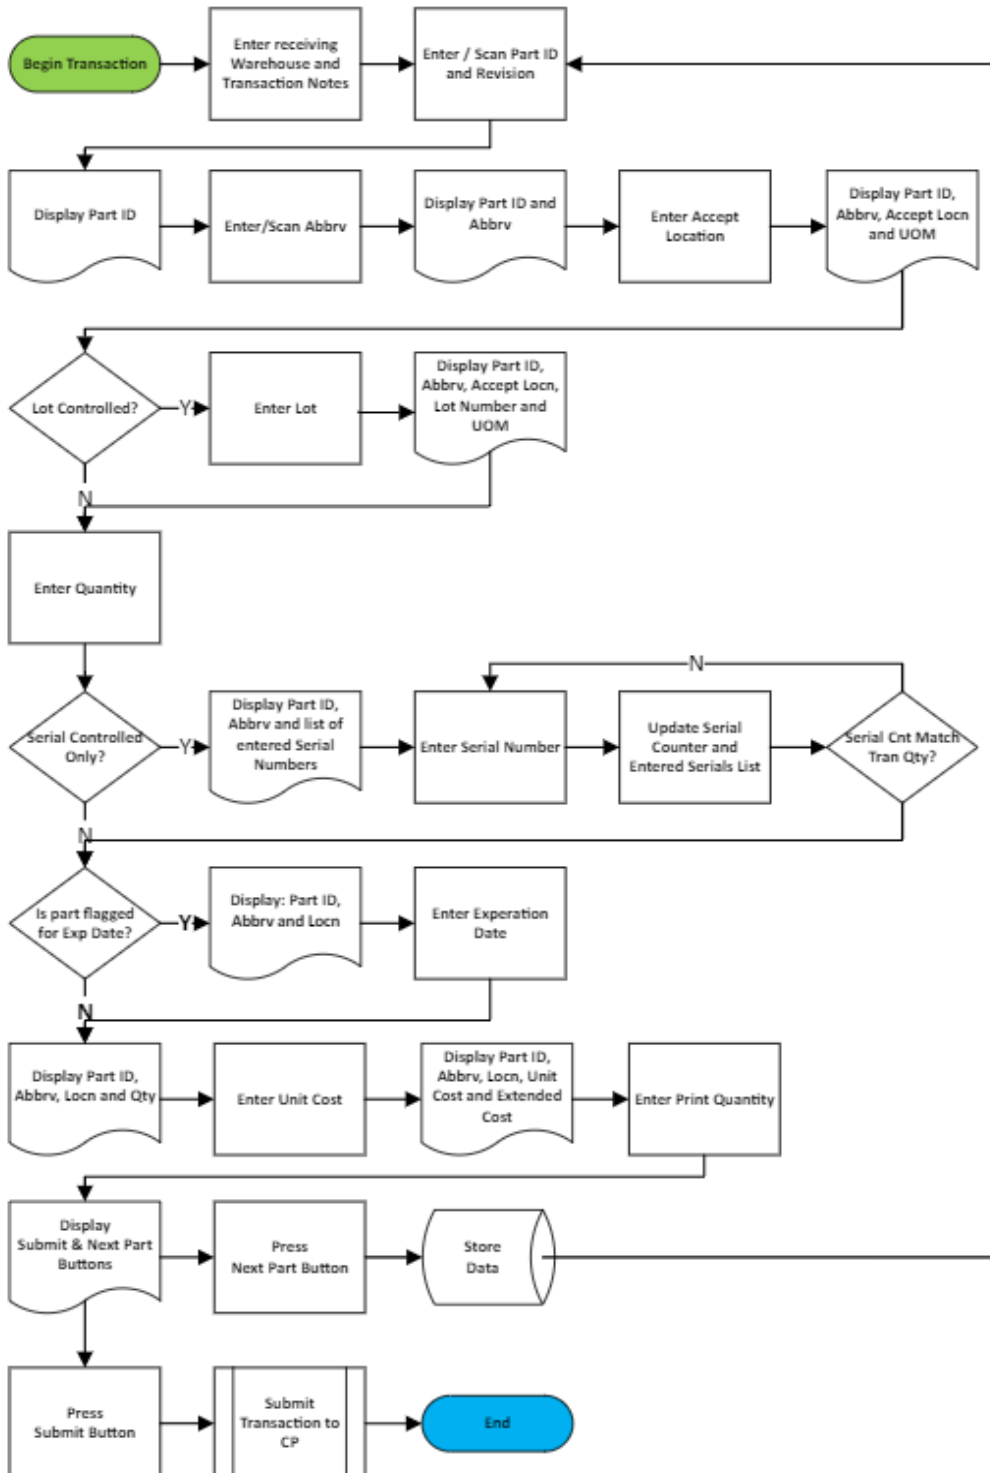 Begin Transaction
Enter receiving
Warehouse and
Transaction Notes
Enter / Scan Part ID
and Revision
Display Part ID
Enter/Scan Abbrv
Display Part ID and
Abbrv
Enter Accept
Location
Display Part ID,
Abbrv, Accept Locn
and UOM
Lot Controlled?
Y
Enter Lot
Display Part ID,
Abbrv, Accept Locn,
Lot Number and
UOM
N
Enter Quantity
N
Serial Controlled
Only?
Y
Display Part ID,
Abbrv and list of
entered Serial
Numbers
Enter Serial Number
Update Serial
Counter and
Entered Serials List
Serial Cnt Match
Tran Qty?
N
Is part flagged
for Exp Date?
Y
Display: Part ID,
Abbrv and Locn
Enter Experation
Date
N
Display Part ID,
Abbrv, Locn and Qty
Enter Unit Cost
Display Part ID,
Abbrv, Locn, Unit
Cost and Extended
Cost
Enter Print Quantity
Display
Submit & Next Part
Buttons
Press
Next Part Button
Store
Data
Press
Submit Button
Submit
Transaction to
CP
End